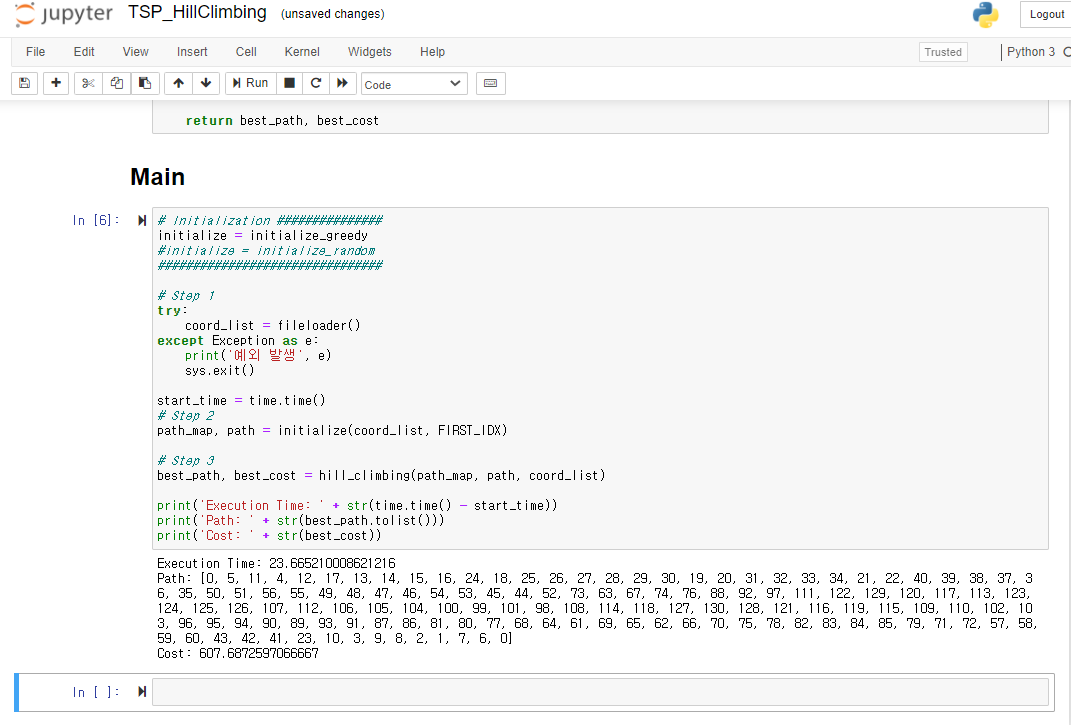 jupyter TSP_HillClimbing (unsaved changes)
Logout
File Edit View Insert Cell Kernel Widgets Help
Trusted
Python 3
Run
Code
return best_path, best_cost
Main
In [6]:
# Initialization ###############
initialize = initialize_greedy
#initialize = initialize_random
################################
# Step 1
try:
coord_list = fileloader()
except Exception as e:
print('예외 발생', e)
sys.exit()
start_time = time.time()
# Step 2
path_map, path = initialize(coord_list, FIRST_IDX)
# Step 3
best_path, best_cost = hill_climbing(path_map, path, coord_list)
print('Execution Time: ' + str(time.time() - start_time))
print('Path: ' + str(best_path.tolist()))
print('Cost: ' + str(best_cost))
Execution Time: 23.665210008621216
Path: [0, 5, 11, 4, 12, 17, 13, 14, 15, 16, 24, 18, 25, 26, 27, 28, 29, 30, 19, 20, 31, 32, 33, 34, 21, 22, 40, 39, 38, 37, 3
6, 35, 50, 51, 56, 55, 49, 48, 47, 46, 54, 53, 45, 44, 52, 73, 63, 67, 74, 76, 88, 92, 97, 111, 122, 129, 120, 117, 113, 123,
124, 125, 126, 107, 112, 106, 105, 104, 100, 99, 101, 98, 108, 114, 118, 127, 130, 128, 121, 116, 119, 115, 109, 110, 102, 10
3, 96, 95, 94, 90, 89, 93, 91, 87, 86, 81, 80, 77, 68, 64, 61, 69, 65, 62, 66, 70, 75, 78, 82, 83, 84, 85, 79, 71, 72, 57, 58,
59, 60, 43, 42, 41, 23, 10, 3, 9, 8, 2, 1, 7, 6, 0]
Cost: 607.6872597066667
In [ ]: